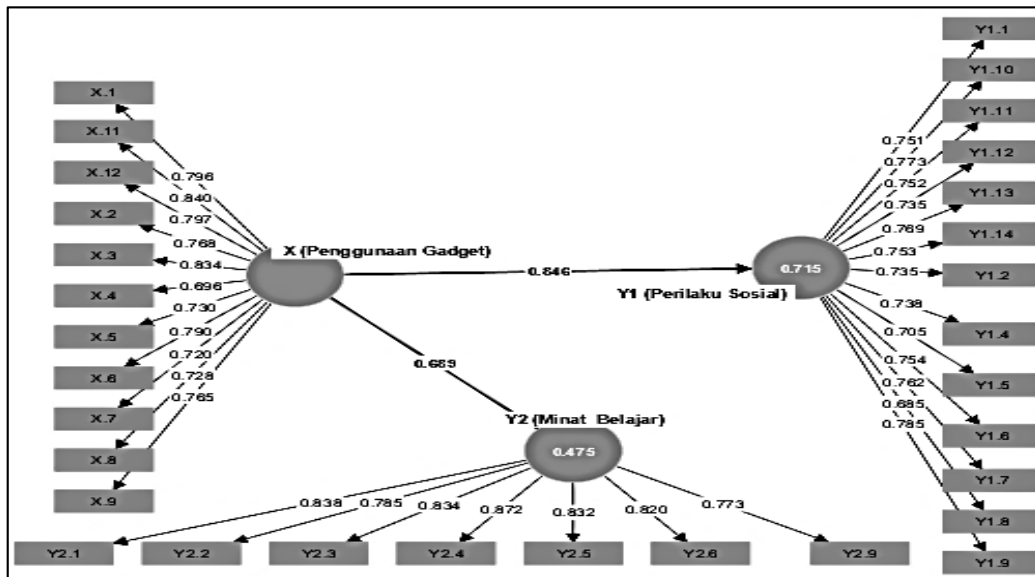 X.1
X.11
X.12
X.2
X.3
X.4
X.5
X.6
X.7
X.8
X.9
0.796
0.840
0.797
0.768
0.834
0.696
0.730
0.790
0.720
0.728
0.765
X (Penggunaan Gadget)
0.846
0.689
0.715
Y1 (Perilaku Sosial)
0.751
0.773
0.752
0.735
0.769
0.753
0.735
0.738
0.705
0.754
0.762
0.685
0.785
Y1.1
Y1.10
Y1.11
Y1.12
Y1.13
Y1.14
Y1.2
Y1.4
Y1.5
Y1.6
Y1.7
Y1.8
Y1.9
Y2 (Minat Belajar)
0.475
0.838
0.785
0.834
0.872
0.832
0.820
0.773
Y2.1
Y2.2
Y2.3
Y2.4
Y2.5
Y2.6
Y2.9